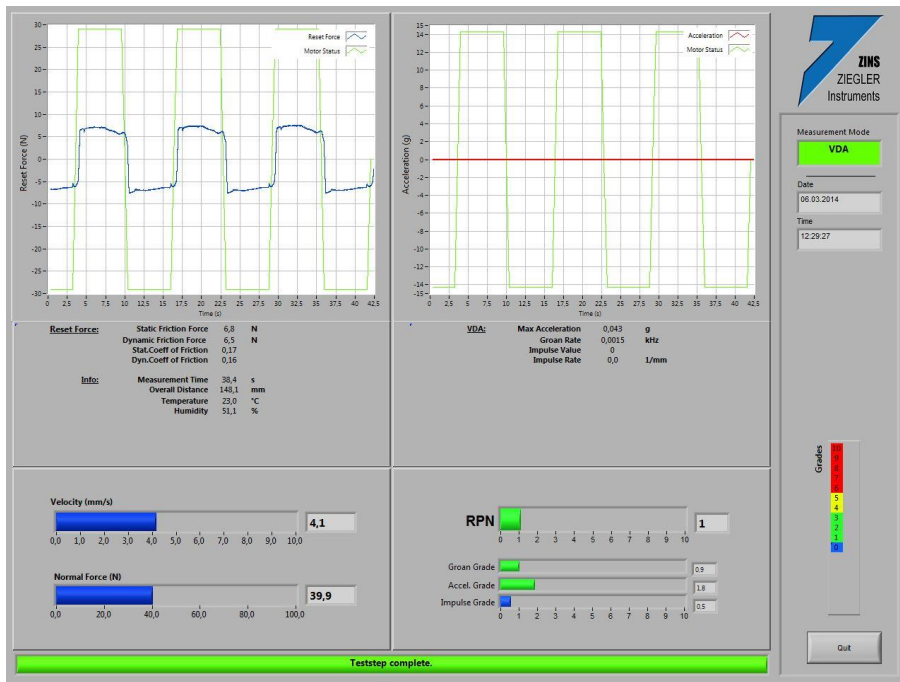 Reset Force
Motor Status
30
25
20
15
10
5
0
-5
-10
-15
-20
-25
-30
Reset Force (N)
0 2.5 5 7.5 10 12.5 15 17.5 20 22.5 25 27.5 30 32.5 35 37.5 40 42.5
Time (s)
Acceleration
Motor Status
15
14
12
10
8
6
4
2
0
-2
-4
-6
-8
-10
-12
-14
-15
Acceleration (g)
0 2.5 5 7.5 10 12.5 15 17.5 20 22.5 25 27.5 30 32.5 35 37.5 40 42.5
Time (s)
ZINS
ZIEGLER
Instruments
Measurement Mode
VDA
Date
06.03.2014
Time
12:29:27
Reset Force: Static Friction Force 6,8 N
Dynamic Friction Force 6,5 N
Stat.Coeff of Friction 0,17
Dyn.Coeff of Friction 0,16
Info: Measurement Time 38,4 s
Overall Distance 148,1 mm
Temperature 23,0 °C
Humidity 51,1 %
VDA: Max Acceleration 0,043 g
Groan Rate 0,0015 kHz
Impulse Value 0
Impulse Rate 0,0 1/mm
Grades
10
9
8
7
6
5
4
3
2
1
0
Velocity (mm/s)
4,1
0,0 1,0 2,0 3,0 4,0 5,0 6,0 7,0 8,0 9,0 10,0
Normal Force (N)
39,9
0,0 20,0 40,0 60,0 80,0 100,0
RPN 1
0 1 2 3 4 5 6 7 8 9 10
Groan Grade 0.9
Accel. Grade 1.8
Impulse Grade 0.5
0 1 2 3 4 5 6 7 8 9 10
Quit
Teststep complete.